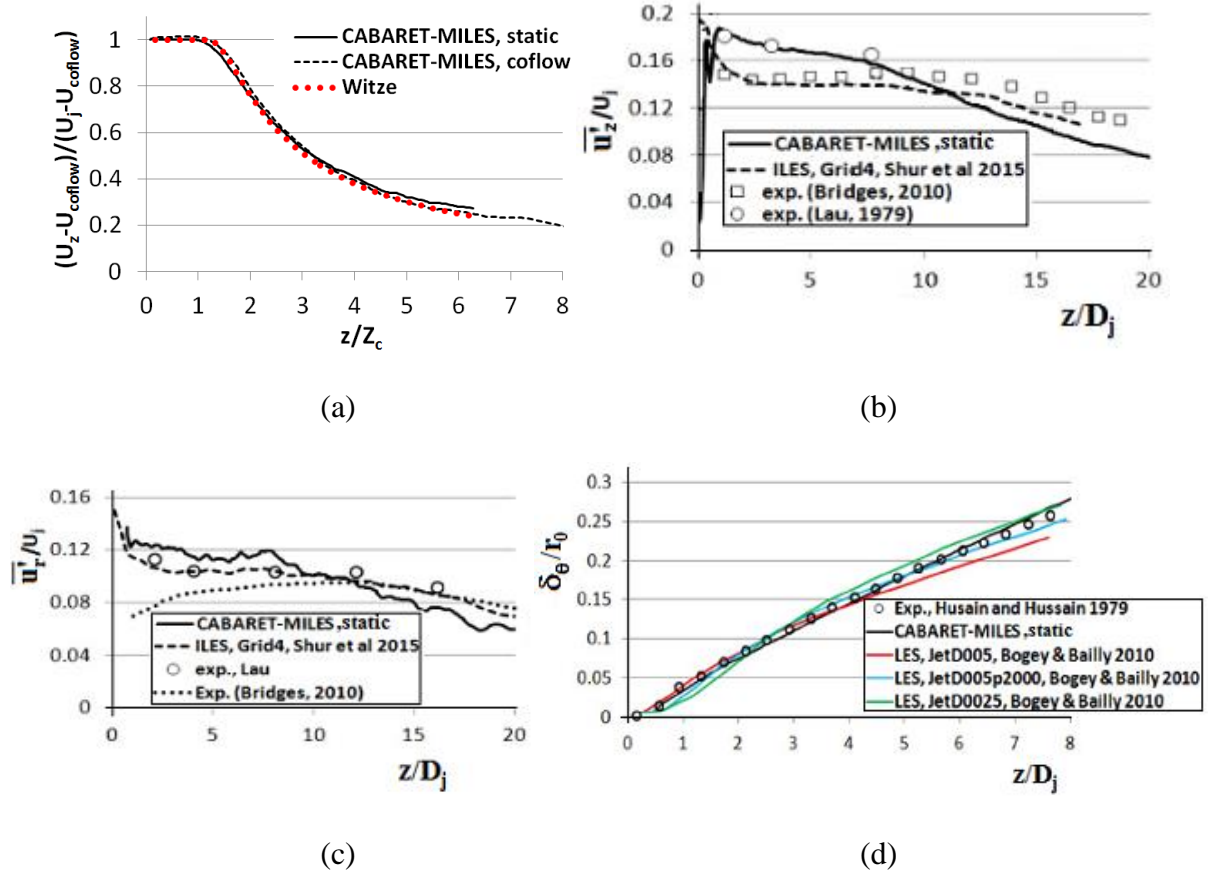 (U_z-U_coflow)/(U_j-U_coflow)
1
0.8
0.6
0.4
0.2
0
0 1 2 3 4 5 6 7 8
z/Z_c
CABARET-MILES, static
CABARET-MILES, coflow
Witze
(a)
u'_z/U_j
0.2
0.16
0.12
0.08
0.04
0
0 5 10 15 20
z/D_j
CABARET-MILES ,static
ILES, Grid4, Shur et al 2015
exp. (Bridges, 2010)
exp. (Lau, 1979)
(b)
u'_r/U_j
0.16
0.12
0.08
0.04
0
0 5 10 15 20
z/D_j
CABARET-MILES ,static
ILES, Grid4, Shur et al 2015
exp., Lau
Exp. (Bridges, 2010)
(c)
δ_θ/r_0
0.3
0.25
0.2
0.15
0.1
0.05
0
0 1 2 3 4 5 6 7 8
z/D_j
Exp., Husain and Hussain 1979
CABARET-MILES ,static
LES, JetD005, Bogey & Bailly 2010
LES, JetD005p2000, Bogey & Bailly 2010
LES, JetD0025, Bogey & Bailly 2010
(d)